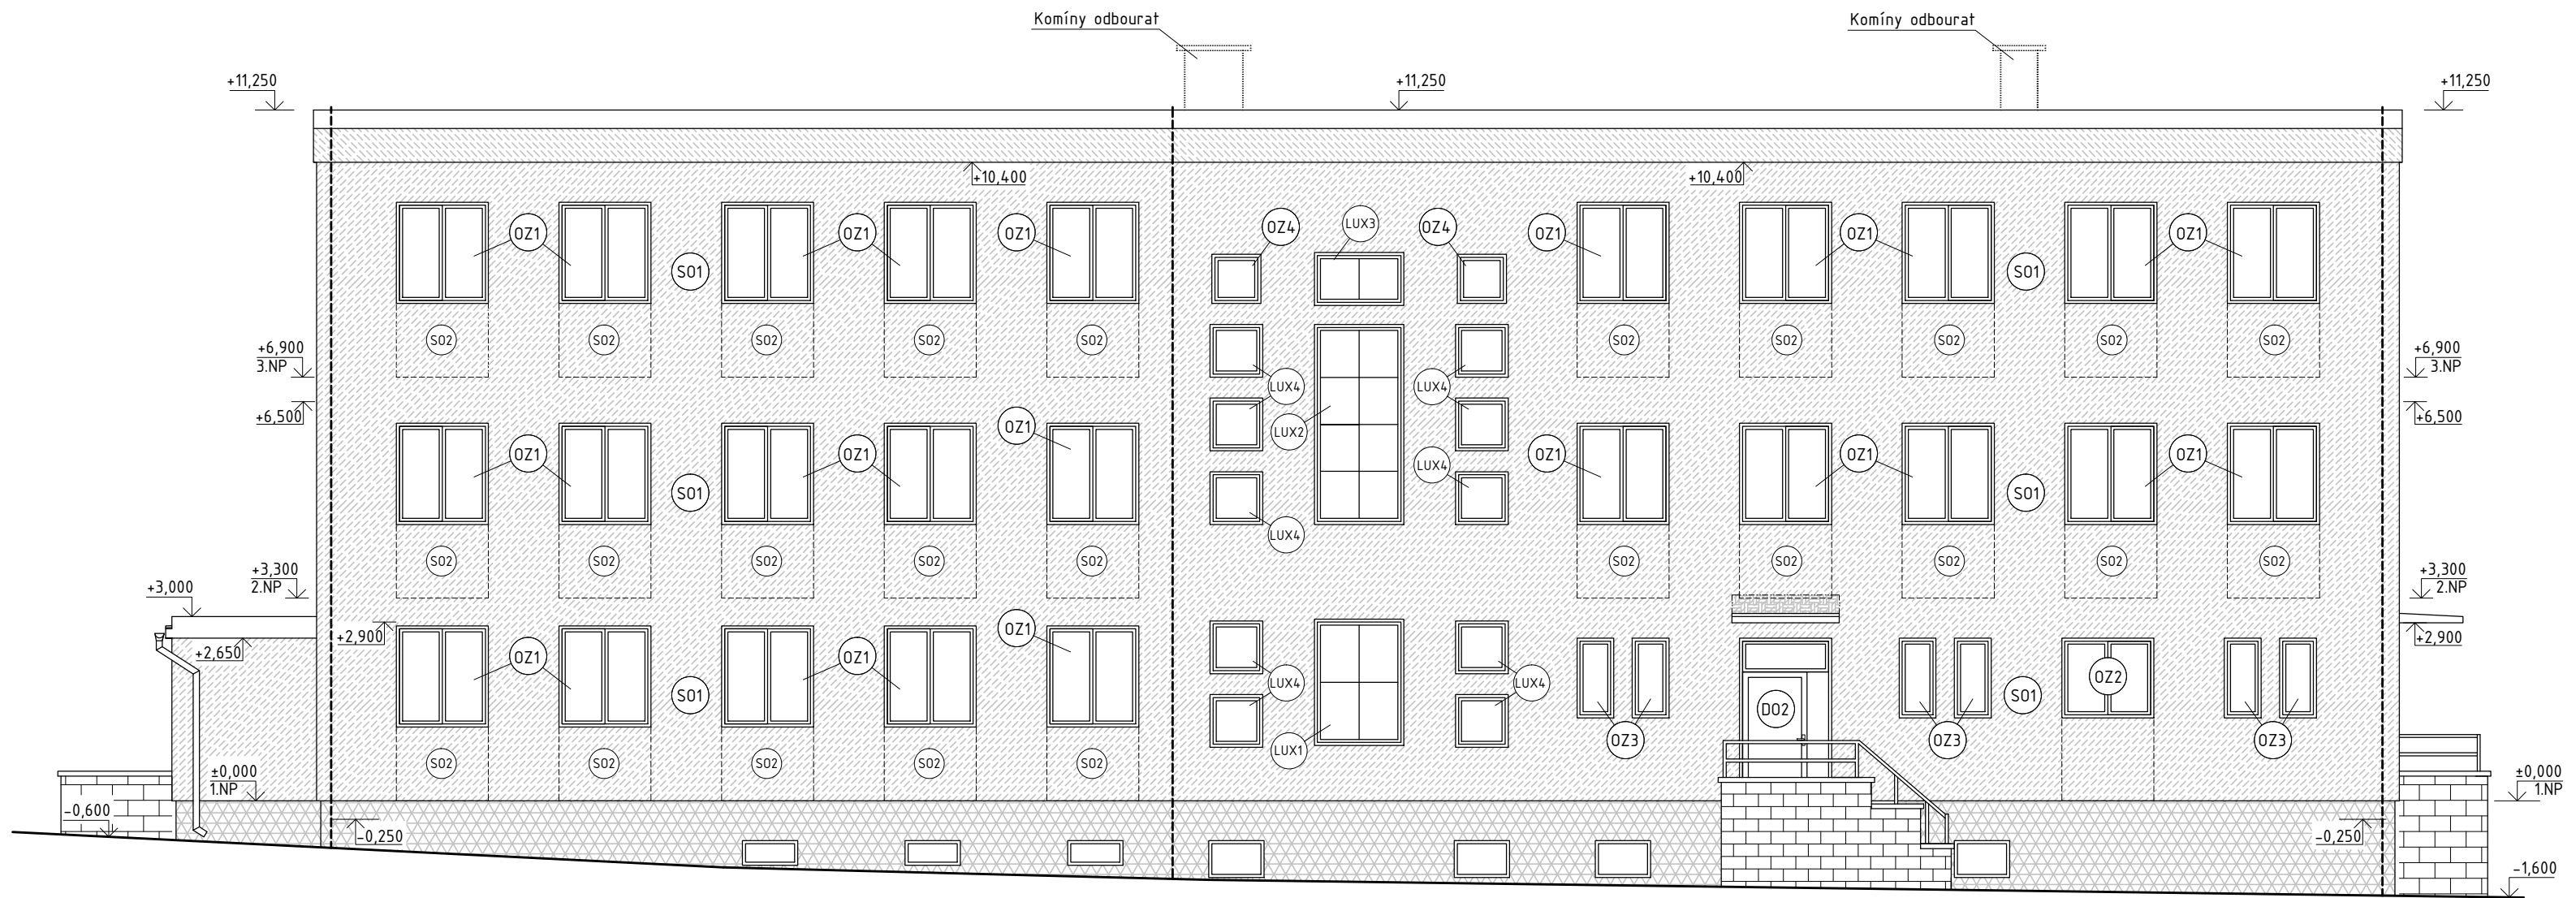 Komíny odbourat
Komíny odbourat
+11,250
+11,250
+11,250
+10,400
+10,400
OZ1
OZ1
OZ1
OZ4
LUX3
OZ4
OZ1
OZ1
OZ1
S01
S01
S02
S02
S02
S02
S02
S02
S02
S02
S02
S02
+6,900
3.NP
+6,900
3.NP
LUX4
LUX4
+6,500
+6,500
OZ1
OZ1
OZ1
LUX2
LUX4
OZ1
OZ1
OZ1
S01
S01
LUX4
S02
S02
S02
S02
S02
S02
S02
S02
S02
S02
+3,300
2.NP
+3,300
2.NP
+3,000
+2,900
+2,900
+2,650
OZ1
OZ1
OZ1
LUX4
LUX4
OZ2
S01
S01
D02
OZ3
OZ3
OZ3
LUX1
S02
S02
S02
S02
S02
±0,000
1.NP
±0,000
1.NP
-0,600
-0,250
-0,250
-1,600